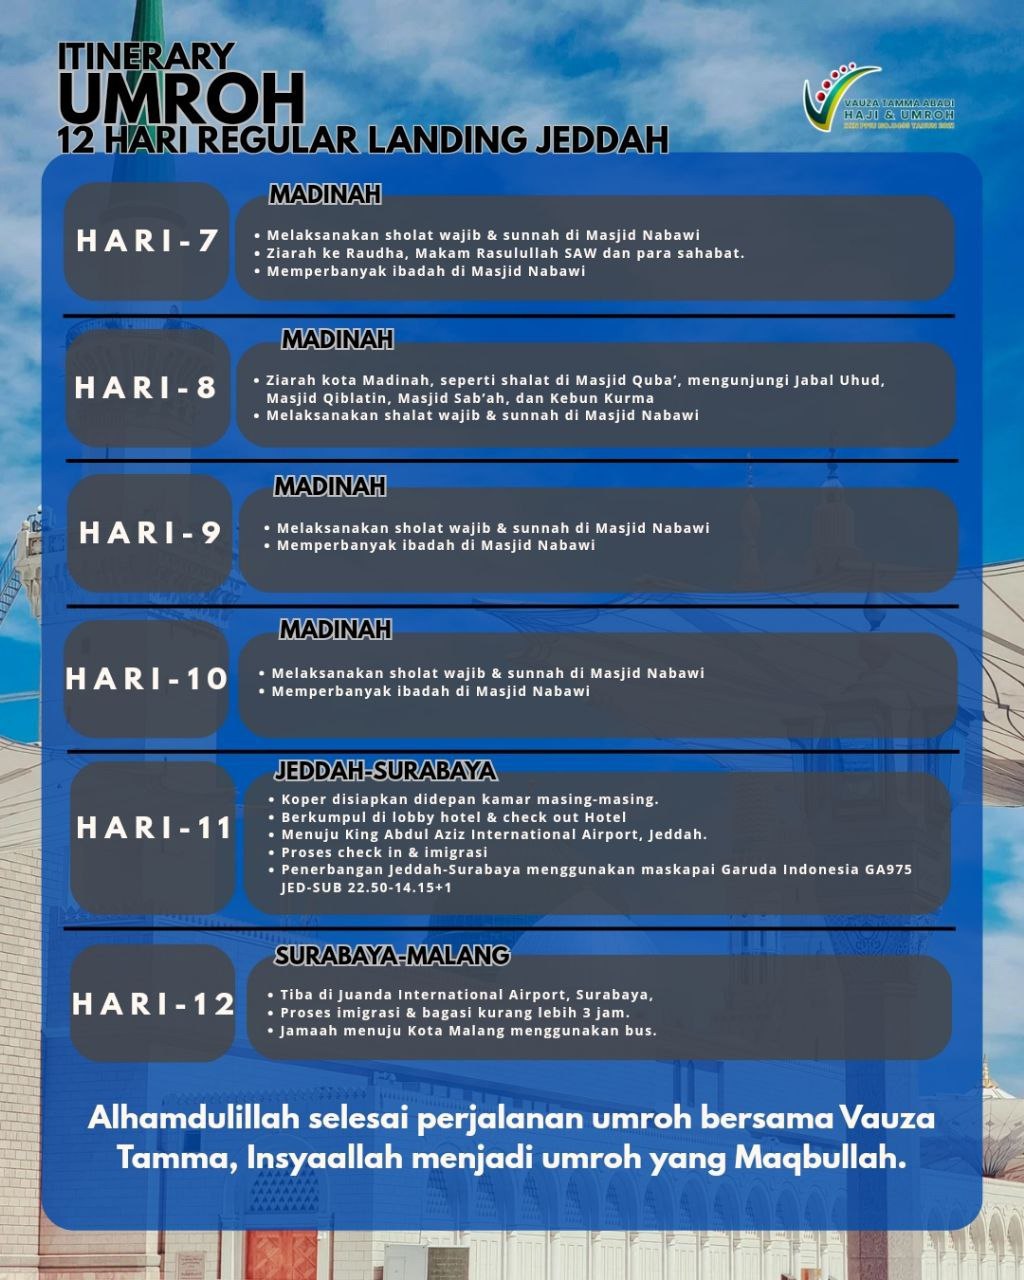 ITINERARY
UMROH
12 HARI REGULAR LANDING JEDDAH
VAUZA TAMMA ABADI
HAJI & UMROH
HARI-7
MADINAH
• Melaksanakan sholat wajib & sunnah di Masjid Nabawi
• Ziarah ke Raudha, Makam Rasulullah SAW dan para sahabat.
• Memperbanyak ibadah di Masjid Nabawi
HARI-8
MADINAH
• Ziarah kota Madinah, seperti shalat di Masjid Quba’, mengunjungi Jabal Uhud,
Masjid Qiblatin, Masjid Sab’ah, dan Kebun Kurma
• Melaksanakan shalat wajib & sunnah di Masjid Nabawi
HARI-9
MADINAH
• Melaksanakan sholat wajib & sunnah di Masjid Nabawi
• Memperbanyak ibadah di Masjid Nabawi
HARI-10
MADINAH
• Melaksanakan sholat wajib & sunnah di Masjid Nabawi
• Memperbanyak ibadah di Masjid Nabawi
HARI-11
JEDDAH-SURABAYA
• Koper disiapkan didepan kamar masing-masing.
• Berkumpul di lobby hotel & check out Hotel
• Menuju King Abdul Aziz International Airport, Jeddah.
• Proses check in & imigrasi
• Penerbangan Jeddah-Surabaya menggunakan maskapai Garuda Indonesia GA975
JED-SUB 22.50-14.15+1
HARI-12
SURABAYA-MALANG
• Tiba di Juanda International Airport, Surabaya,
• Proses imigrasi & bagasi kurang lebih 3 jam.
• Jamaah menuju Kota Malang menggunakan bus.
Alhamdulillah selesai perjalanan umroh bersama Vauza
Tamma, Insyaallah menjadi umroh yang Maqbullah.